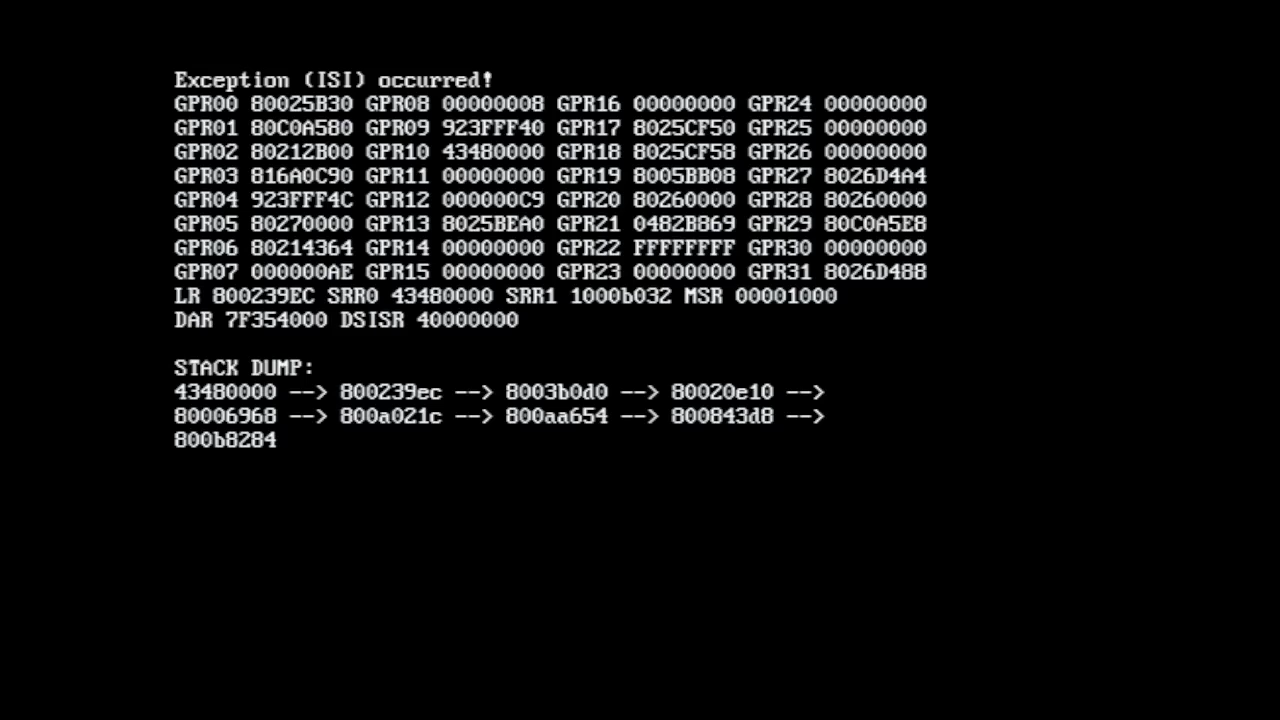 Exception (ISI) occurred!
GPR00 80025B30 GPR08 00000008 GPR16 00000000 GPR24 00000000
GPR01 80C0A580 GPR09 923FFF40 GPR17 8025CF50 GPR25 00000000
GPR02 80212B00 GPR10 43480000 GPR18 8025CF58 GPR26 00000000
GPR03 816A0C90 GPR11 00000000 GPR19 8005BB08 GPR27 8026D4A4
GPR04 923FFF4C GPR12 000000C9 GPR20 80260000 GPR28 80260000
GPR05 80270000 GPR13 8025BEA0 GPR21 0482B869 GPR29 80C0A5E8
GPR06 80214364 GPR14 00000000 GPR22 FFFFFFFF GPR30 00000000
GPR07 000000AE GPR15 00000000 GPR23 00000000 GPR31 8026D488
LR 800239EC SRR0 43480000 SRR1 1000b032 MSR 00001000
DAR 7F354000 DSISR 40000000
STACK DUMP:
43480000 --> 800239ec --> 8003b0d0 --> 80020e10 -->
80006968 --> 800a021c --> 800aa654 --> 800843d8 -->
800b8284